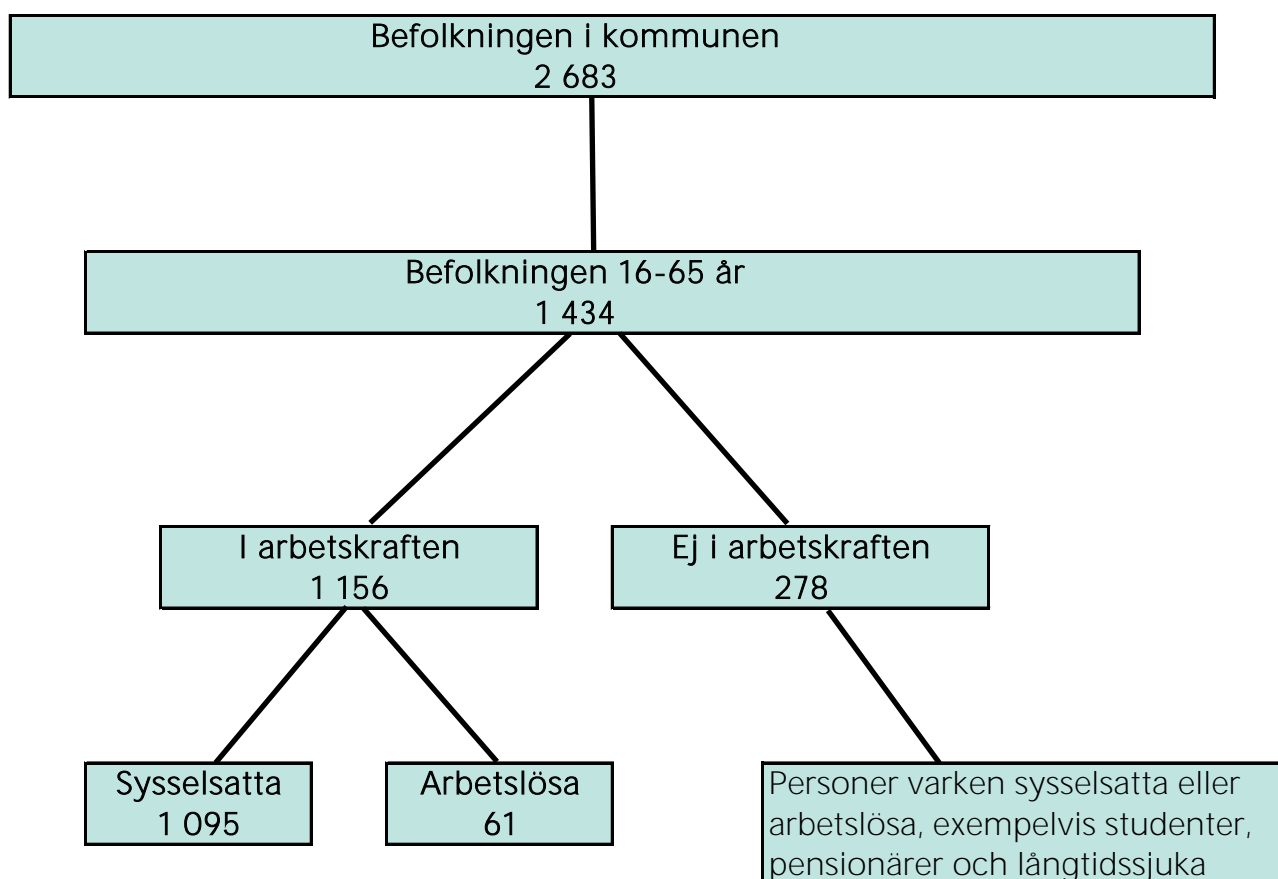 Befolkningen i kommunen
2 683
Befolkningen 16-65 år
1 434
I arbetskraften
1 156
Ej i arbetskraften
278
Sysselsatta
1 095
Arbetslösa
61
Personer varken sysselsatta eller
arbetslösa, exempelvis studenter,
pensionärer och långtidssjuka